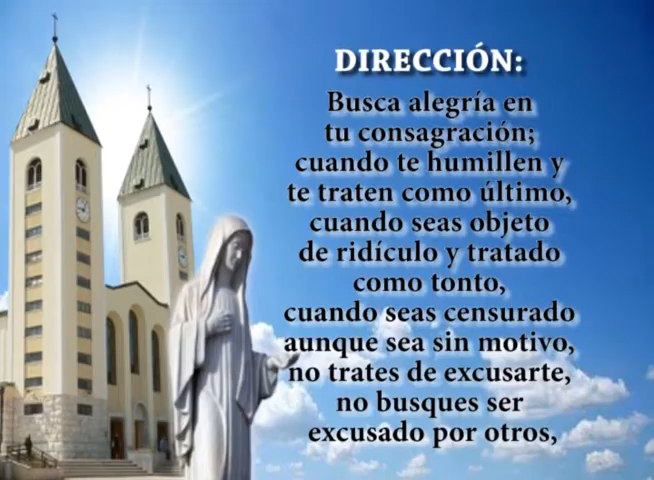 DIRECCIÓN:
Busca alegría en
tu consagración;
cuando te humillen y
te traten como último,
cuando seas objeto
de ridículo y tratado
como tonto,
cuando seas censurado
aunque sea sin motivo,
no trates de excusarte,
no busques ser
excusado por otros,